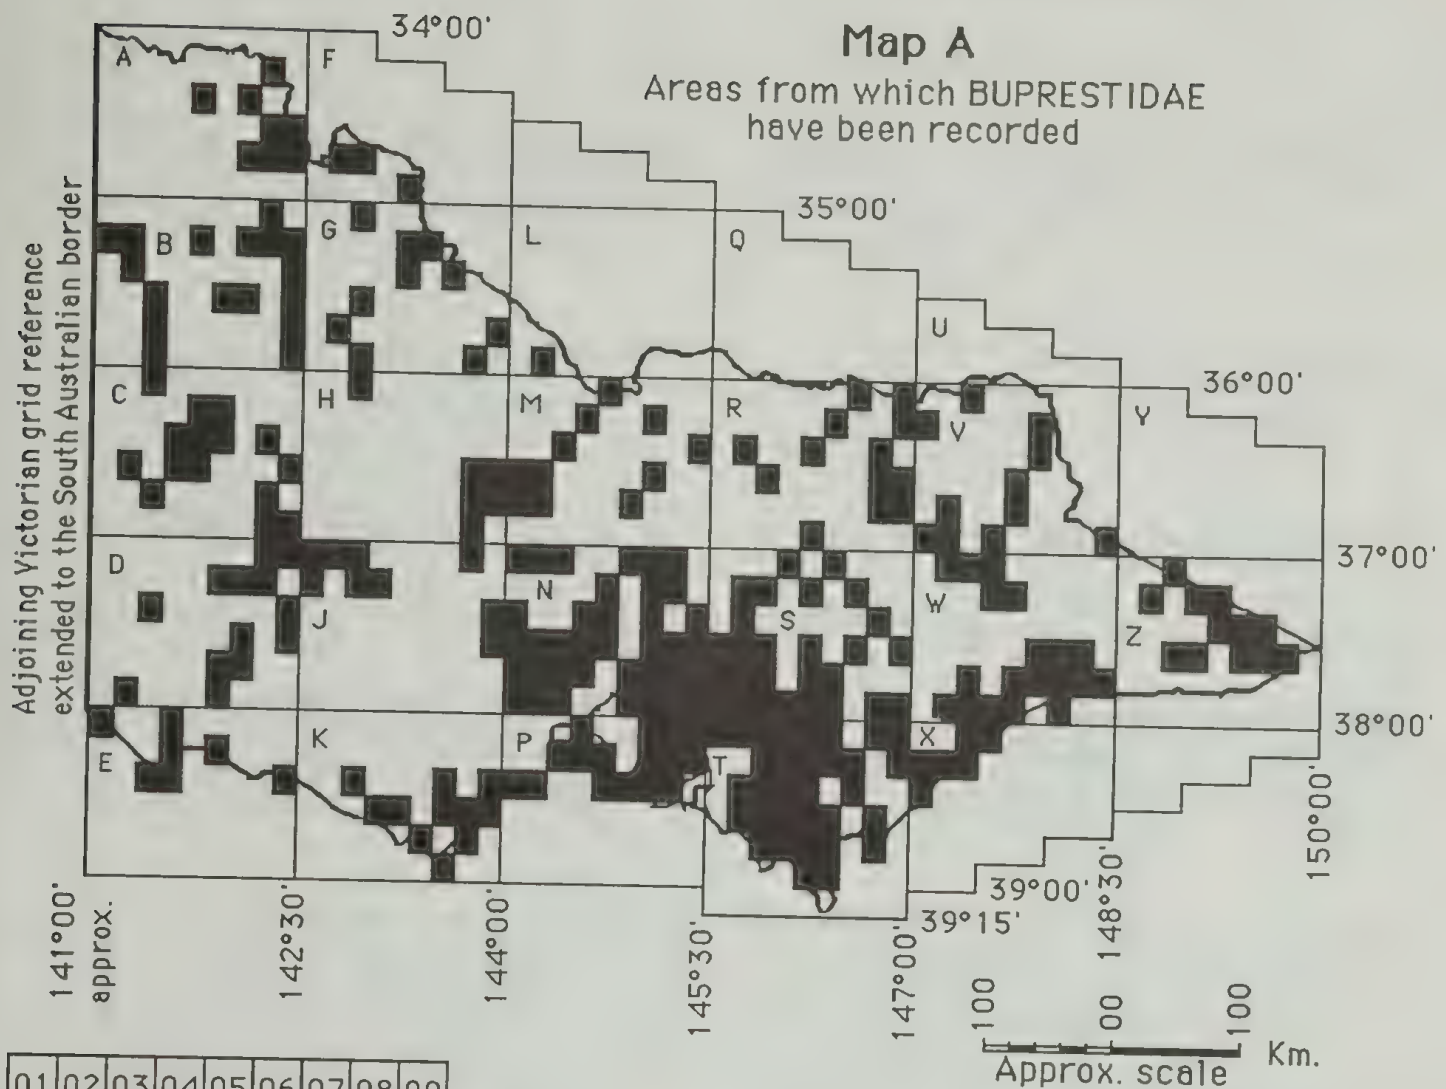 Map A
Areas from which BUPRESTIDAE
have been recorded
34°00'
35°00'
36°00'
37°00'
38°00'
39°00'
39°15'
Adjoining Victorian grid reference
extended to the South Australian border
A
F
B
G
L
Q
U
C
H
M
R
V
Y
D
J
N
S
W
Z
E
K
P
T
X
141°00'
approx.
142°30'
144°00'
145°30'
147°00'
148°30'
150°00'
100 00 100 Km.
Approx. scale
01 02 03 04 05 06 07 08 09